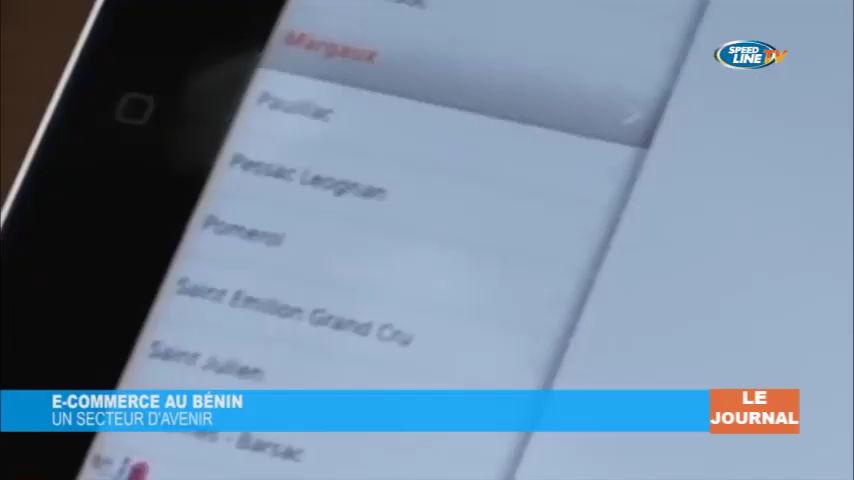 SPEED
LINE TV
Margaux
Pauillac
Pessac Leognan
Pomerol
Saint Emilion Grand Cru
Saint Julien
- Barsac
E-COMMERCE AU BÉNIN
UN SECTEUR D'AVENIR
LE
JOURNAL